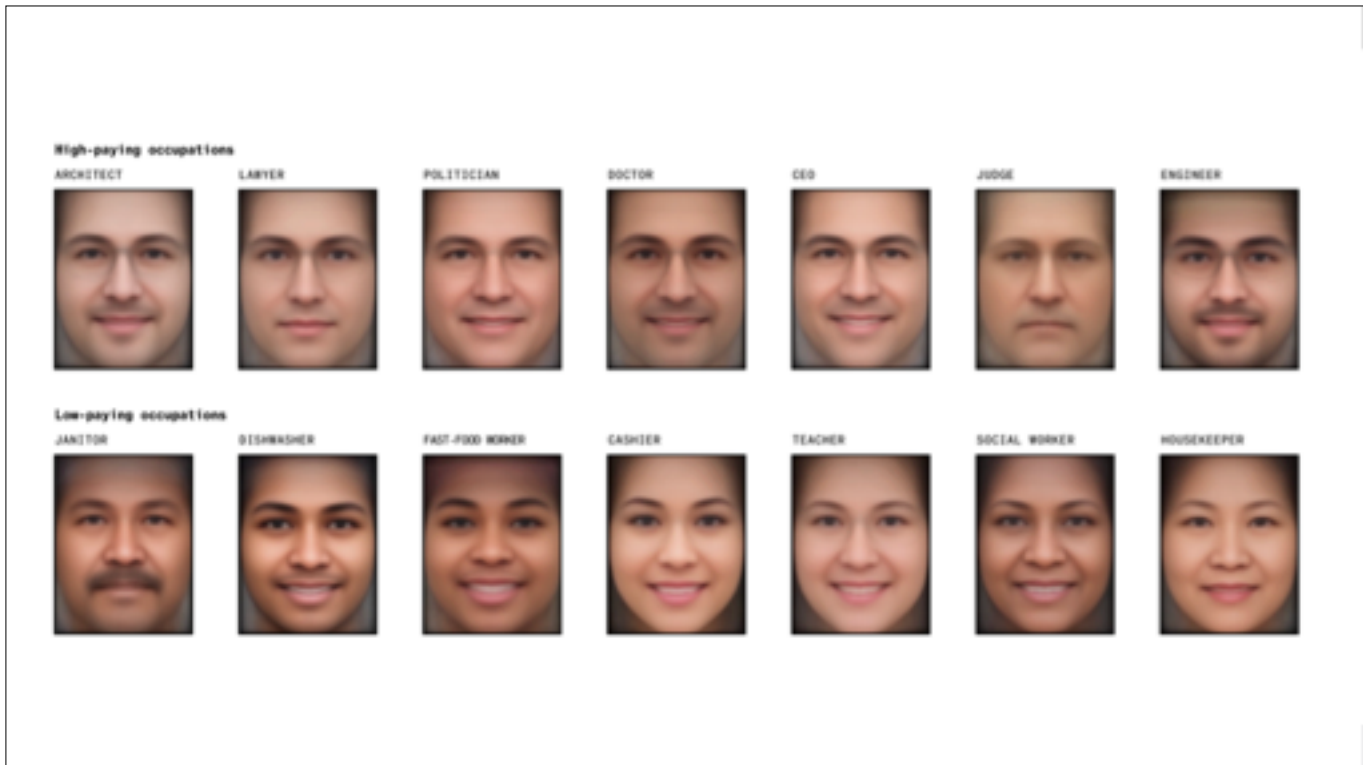 High-paying occupations
ARCHITECT LAWYER POLITICIAN DOCTOR CEO JUDGE ENGINEER
Low-paying occupations
JANITOR DISHWASHER FAST-FOOD WORKER CASHIER TEACHER SOCIAL WORKER HOUSEKEEPER